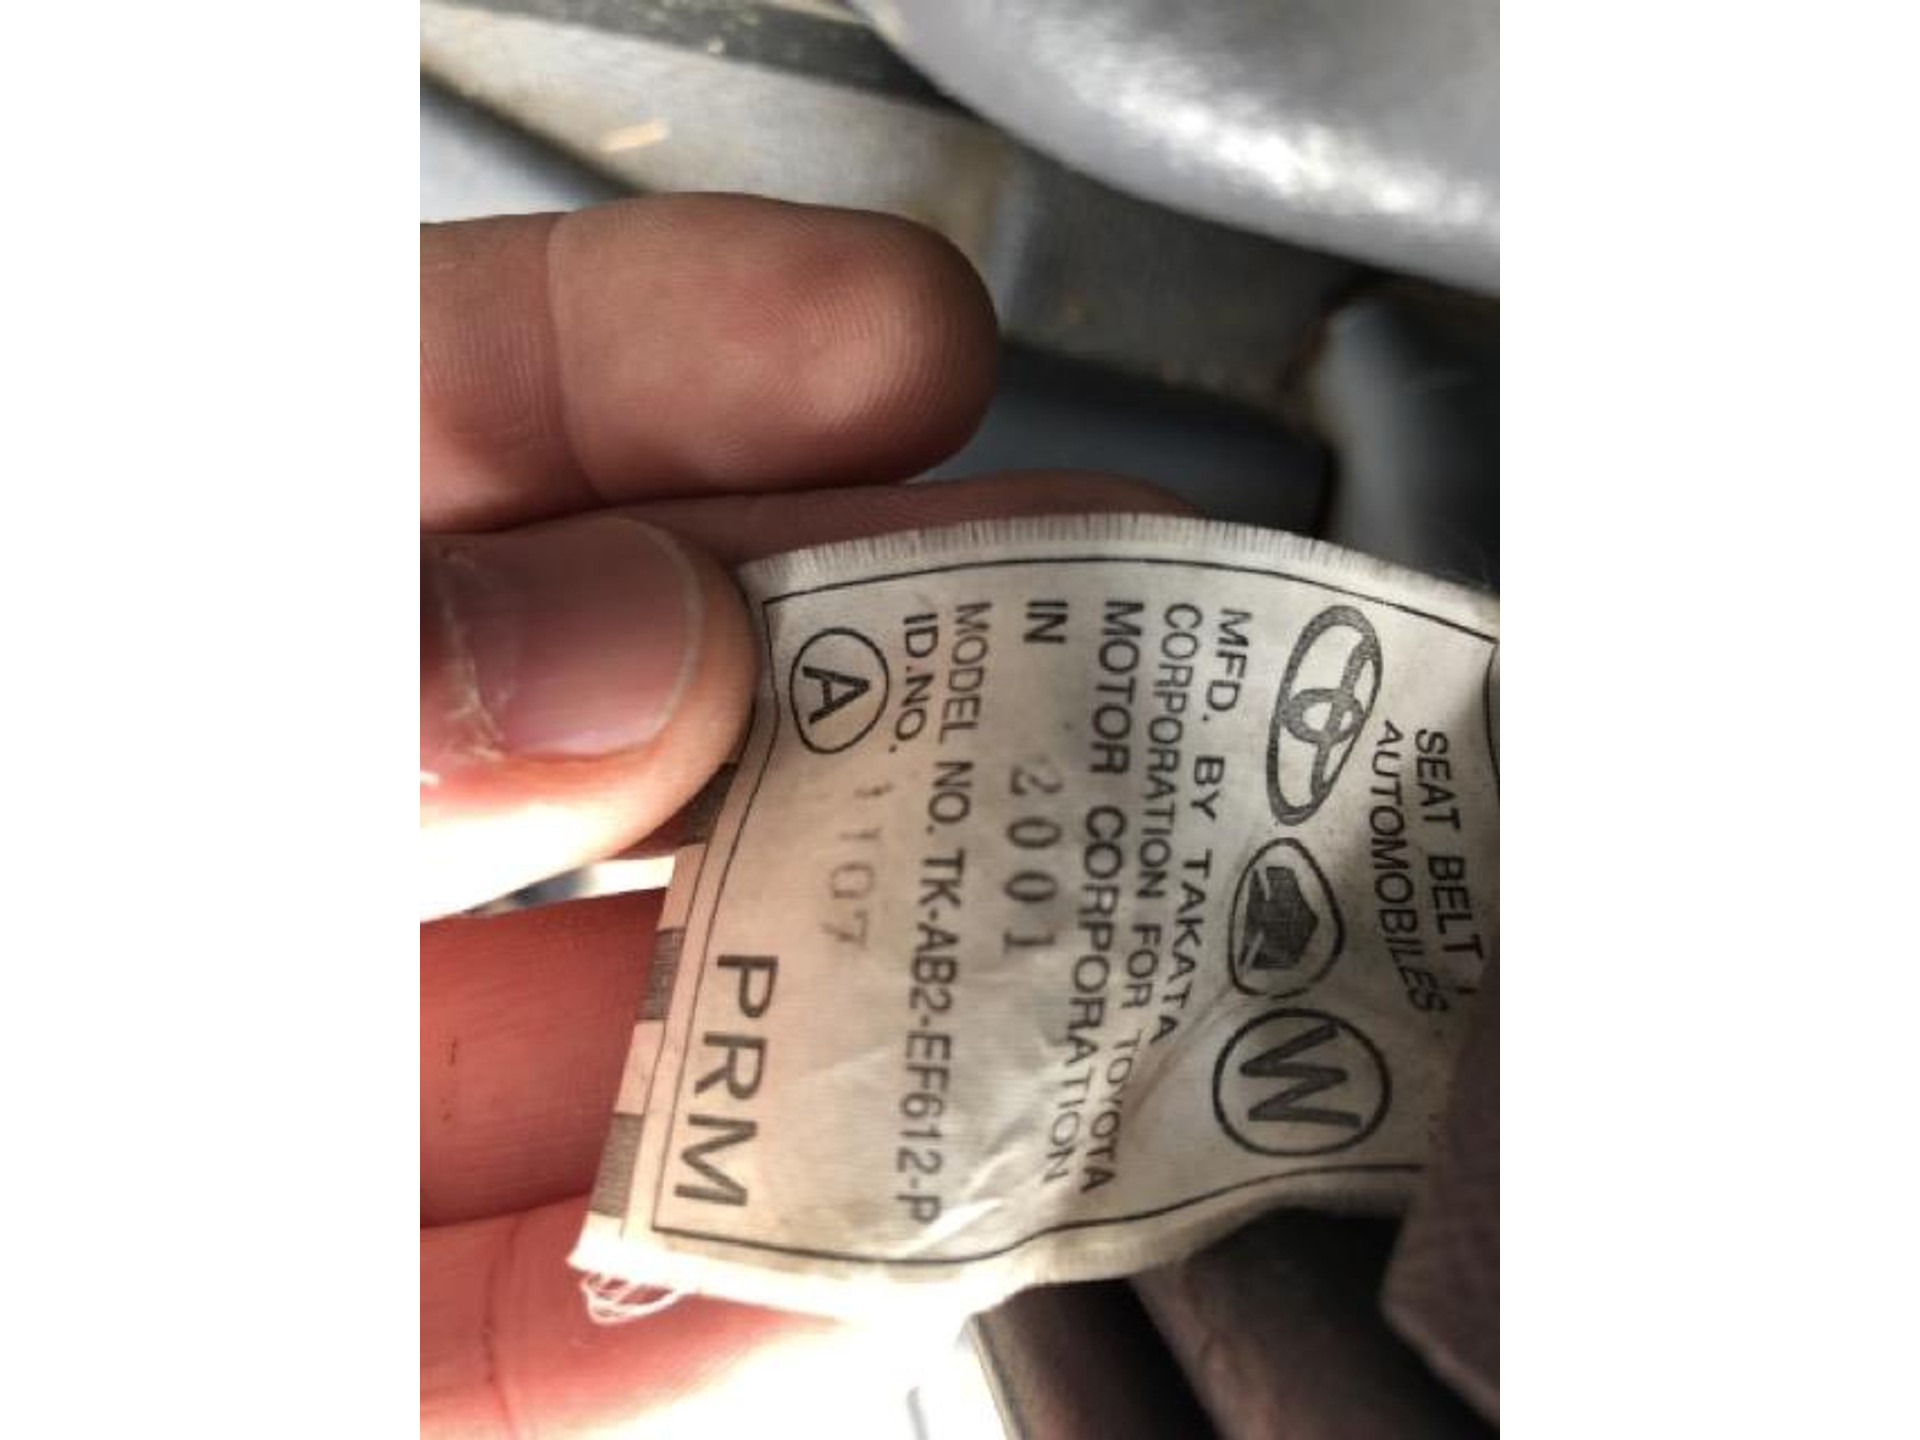 SEAT BELT
AUTOMOBILES
W
MFD. BY TAKATA
CORPORATION FOR TOYOTA
MOTOR CORPORATION
IN 2001
MODEL NO. TK-AB2-EF612-P
ID.NO.
A 1107
PRM